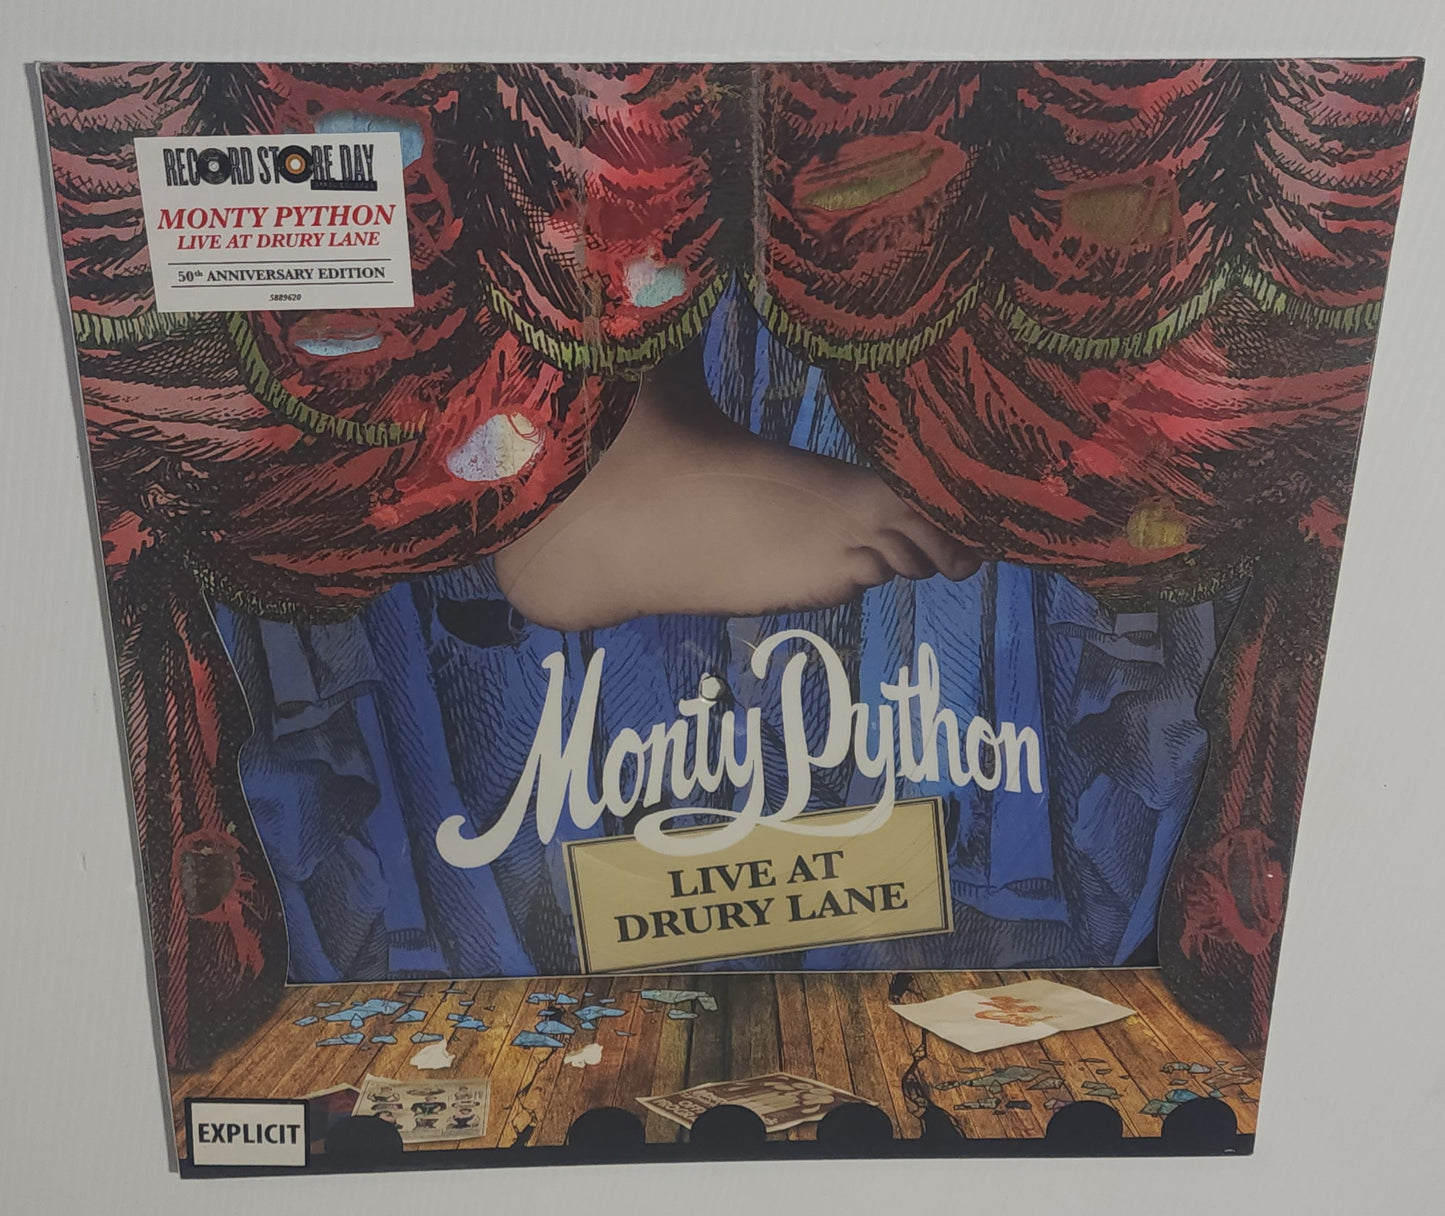 RECORD STORE DAY
MONTY PYTHON
LIVE AT DRURY LANE
50th ANNIVERSARY EDITION
5889620
Monty Python
LIVE AT
DRURY LANE
EXPLICIT